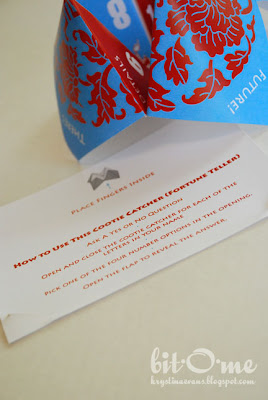 8
FUTURE!
Place Fingers Inside
How to Use This Cootie Catcher (Fortune Teller)
Ask a yes or no question
Open and close the cootie catcher for each of the
letters in your name
Pick one of the four number options in the opening.
Open the flap to reveal the answer.
bit-O-me
krystinasvaux.blogspot.com